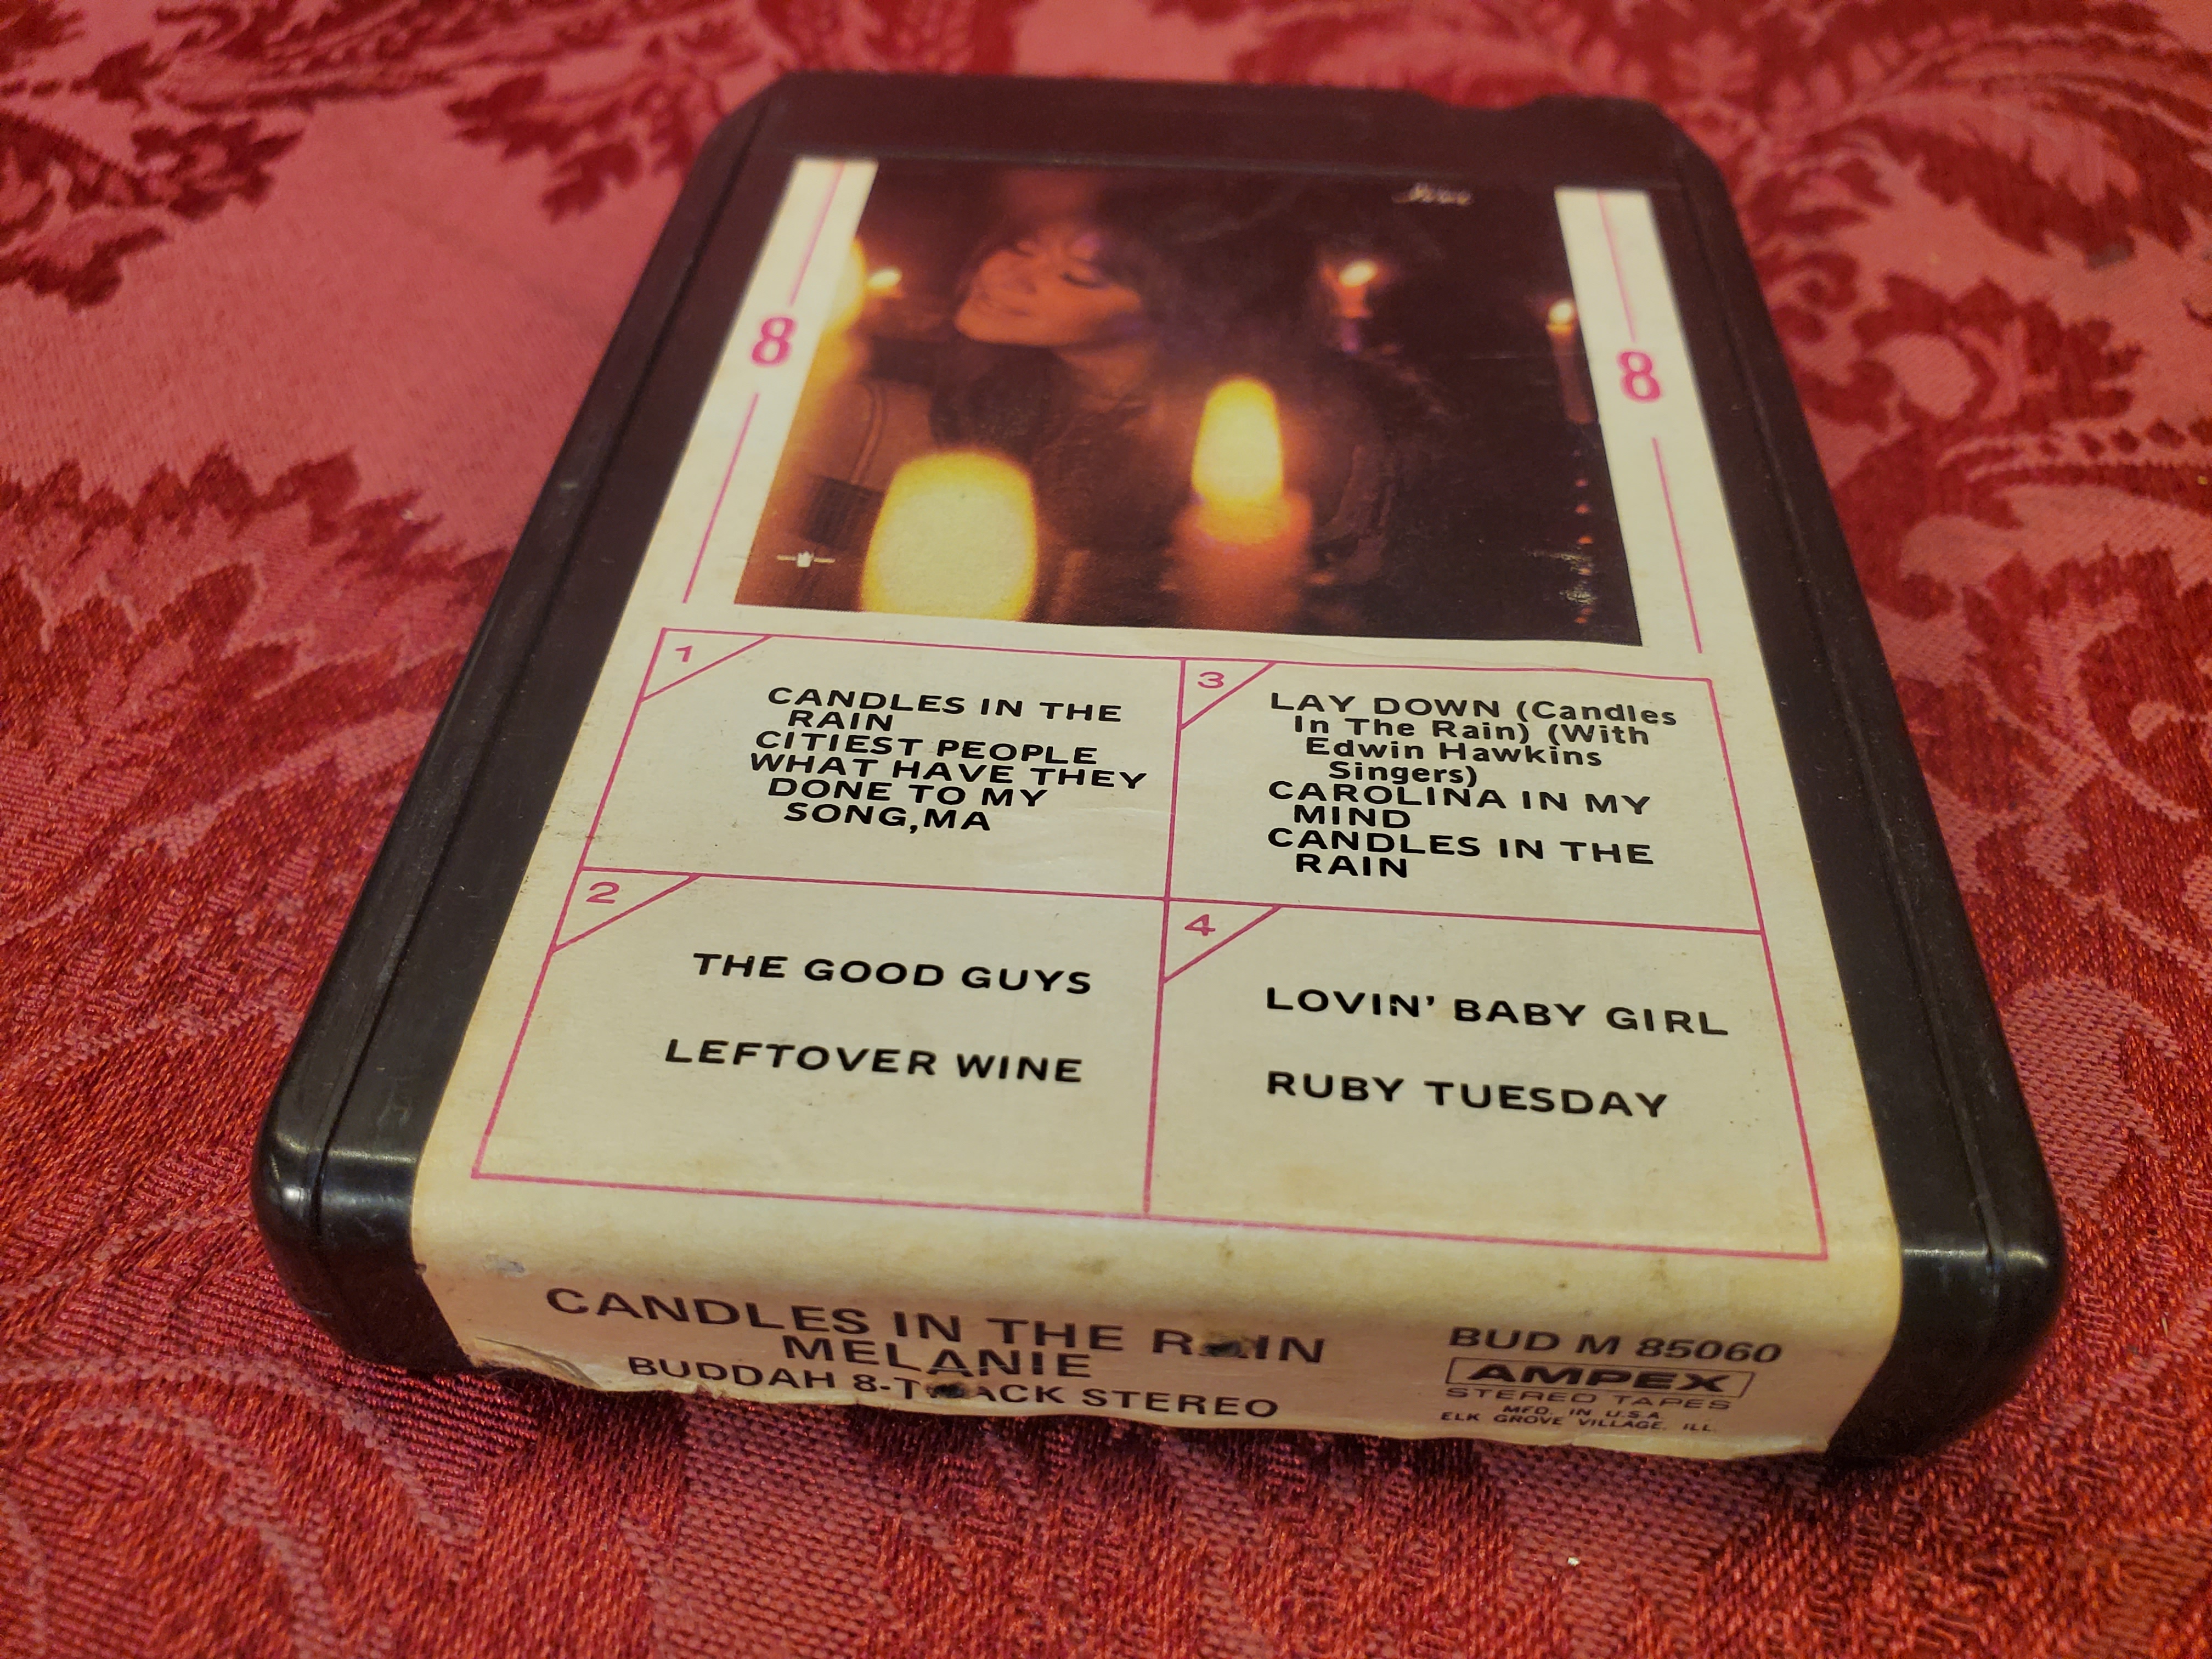 8
8
1
CANDLES IN THE
RAIN
CITIEST PEOPLE
WHAT HAVE THEY
DONE TO MY
SONG,MA
2
THE GOOD GUYS
LEFTOVER WINE
3
LAY DOWN (Candles
In The Rain) (With
Edwin Hawkins
Singers)
CAROLINA IN MY
MIND
CANDLES IN THE
RAIN
4
LOVIN' BABY GIRL
RUBY TUESDAY
CANDLES IN THE RAIN
MELANIE
BUDDAH 8-TRACK STEREO
BUD M 85060
AMPEX
STEREO TAPES
MFD. IN U.S.A.
ELK GROVE VILLAGE, ILL.